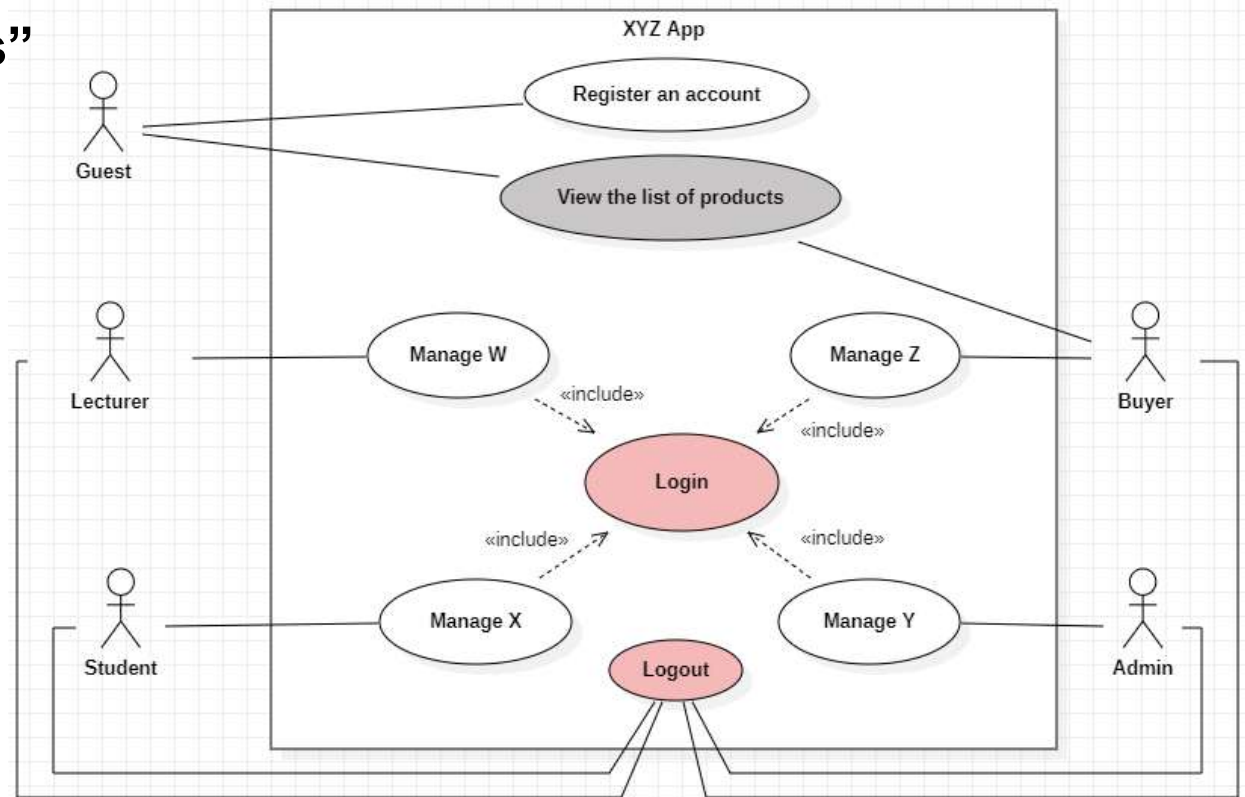 XYZ App
Register an account
Guest
View the list of products
Manage W
Manage Z
Lecturer
Buyer
«include»
«include»
Login
«include»
«include»
Manage X
Manage Y
Student
Admin
Logout